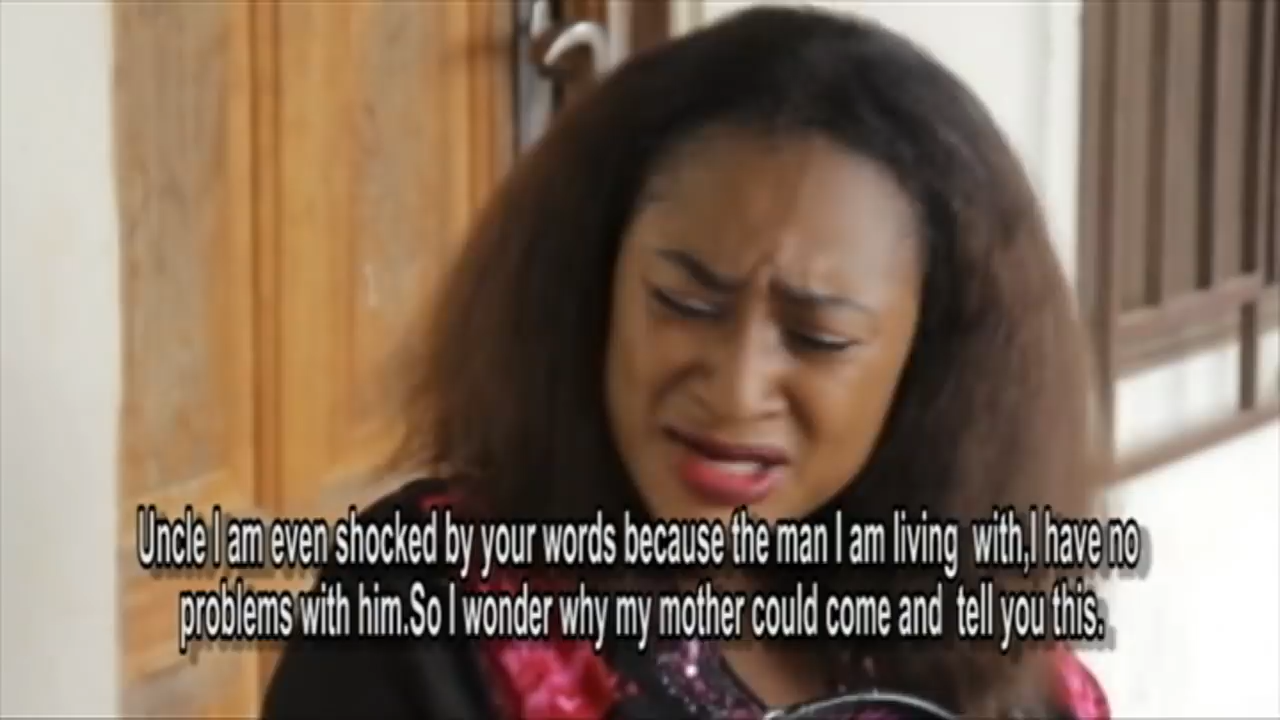 Uncle I am even shocked by your words because the man I am living  with,I have no
problems with him.So I wonder why my mother could come and  tell you this.